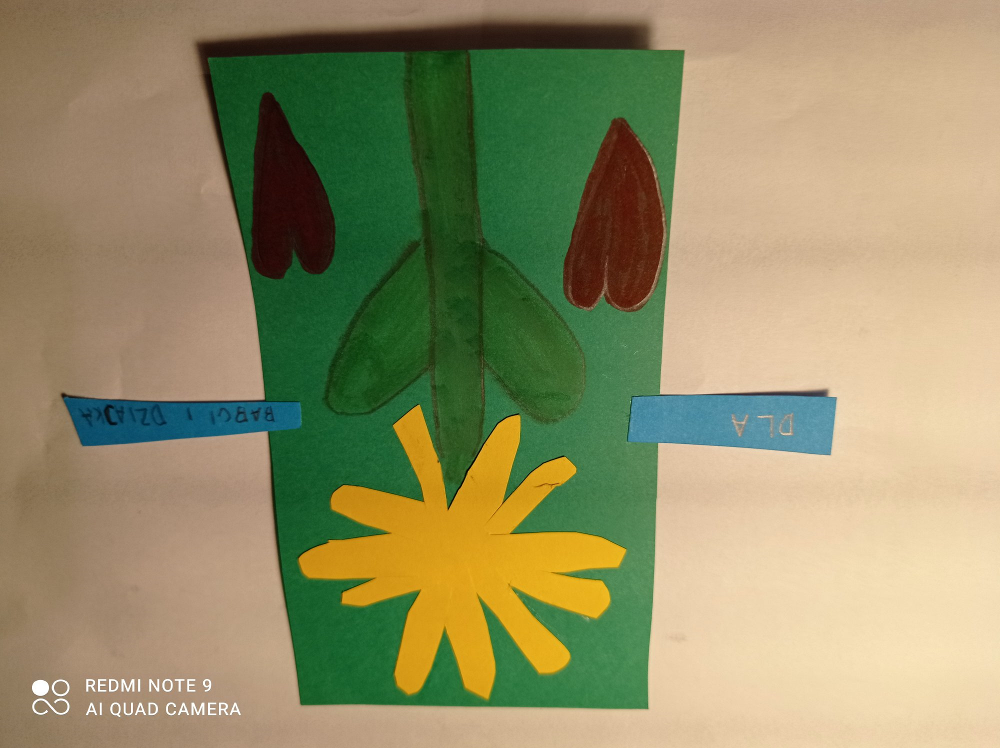 DLA
BABCI I DZIADKA
REDMI NOTE 9
AI QUAD CAMERA